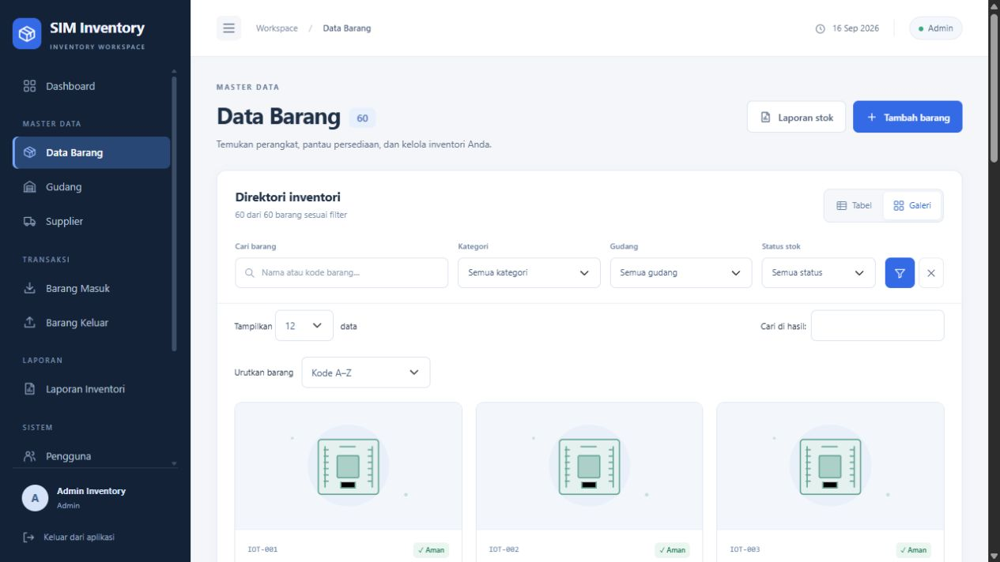 SIM Inventory
INVENTORY WORKSPACE
Dashboard
MASTER DATA
Data Barang
Gudang
Supplier
TRANSAKSI
Barang Masuk
Barang Keluar
LAPORAN
Laporan Inventori
SISTEM
Pengguna
A
Admin Inventory
Admin
Keluar dari aplikasi
Workspace / Data Barang
16 Sep 2026
Admin
MASTER DATA
Data Barang 60
Temukan perangkat, pantau persediaan, dan kelola inventori Anda.
Laporan stok
+ Tambah barang
Direktori inventori
60 dari 60 barang sesuai filter
Tabel
Galeri
Cari barang
Nama atau kode barang...
Kategori
Semua kategori
Gudang
Semua gudang
Status stok
Semua status
Tampilkan 12 data
Cari di hasil:
Urutkan barang Kode A–Z
IOT-001 ✓ Aman
IOT-002 ✓ Aman
IOT-003 ✓ Aman